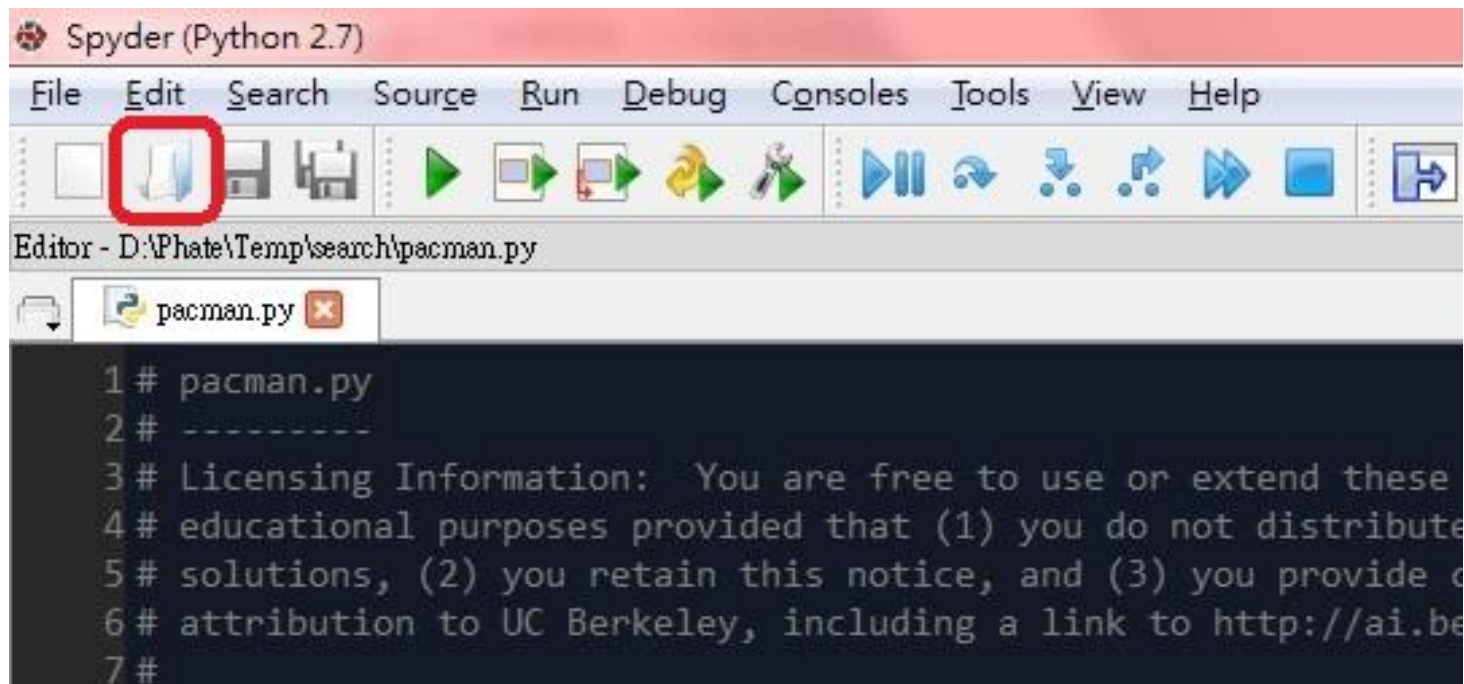 Spyder (Python 2.7)
File Edit Search Source Run Debug Consoles Tools View Help
Editor - D:\Phate\Temp\search\pacman.py
pacman.py
1 # pacman.py
2 # ---------
3 # Licensing Information:  You are free to use or extend these
4 # educational purposes provided that (1) you do not distribute
5 # solutions, (2) you retain this notice, and (3) you provide
6 # attribution to UC Berkeley, including a link to http://ai.be
7 #